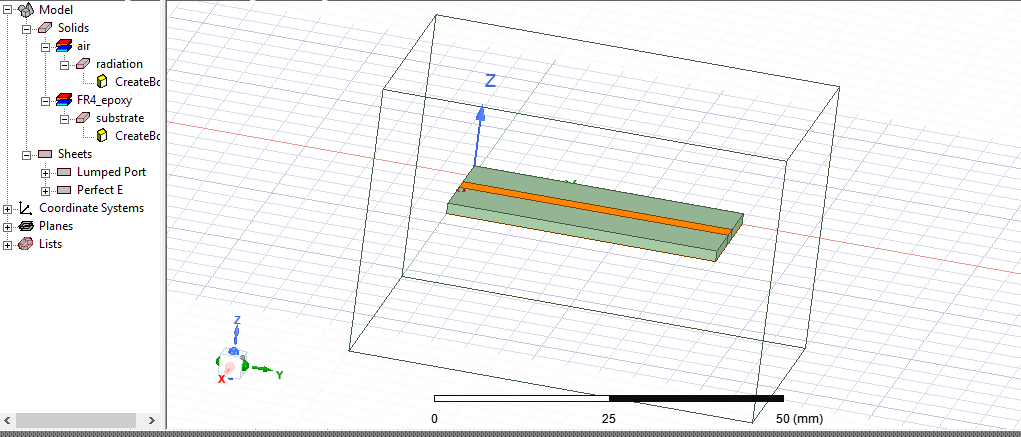 Model
Solids
air
radiation
CreateBo
FR4_epoxy
substrate
CreateBo
Sheets
Lumped Port
Perfect E
Coordinate Systems
Planes
Lists
Z
Z
Y
X
0
25
50 (mm)